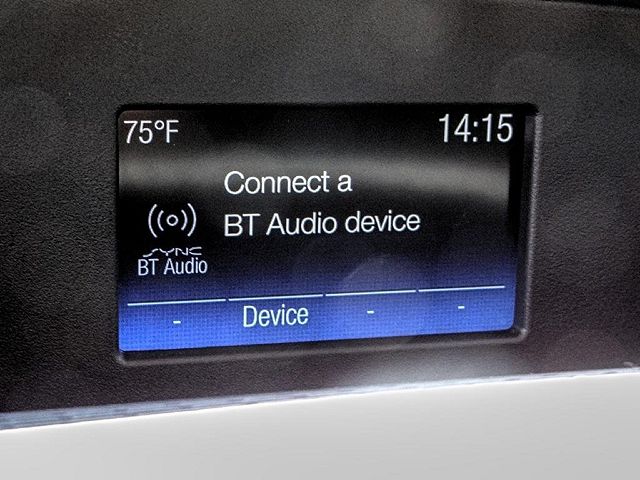 75°F 14:15
Connect a
BT Audio device
SYNC
BT Audio
- Device - -